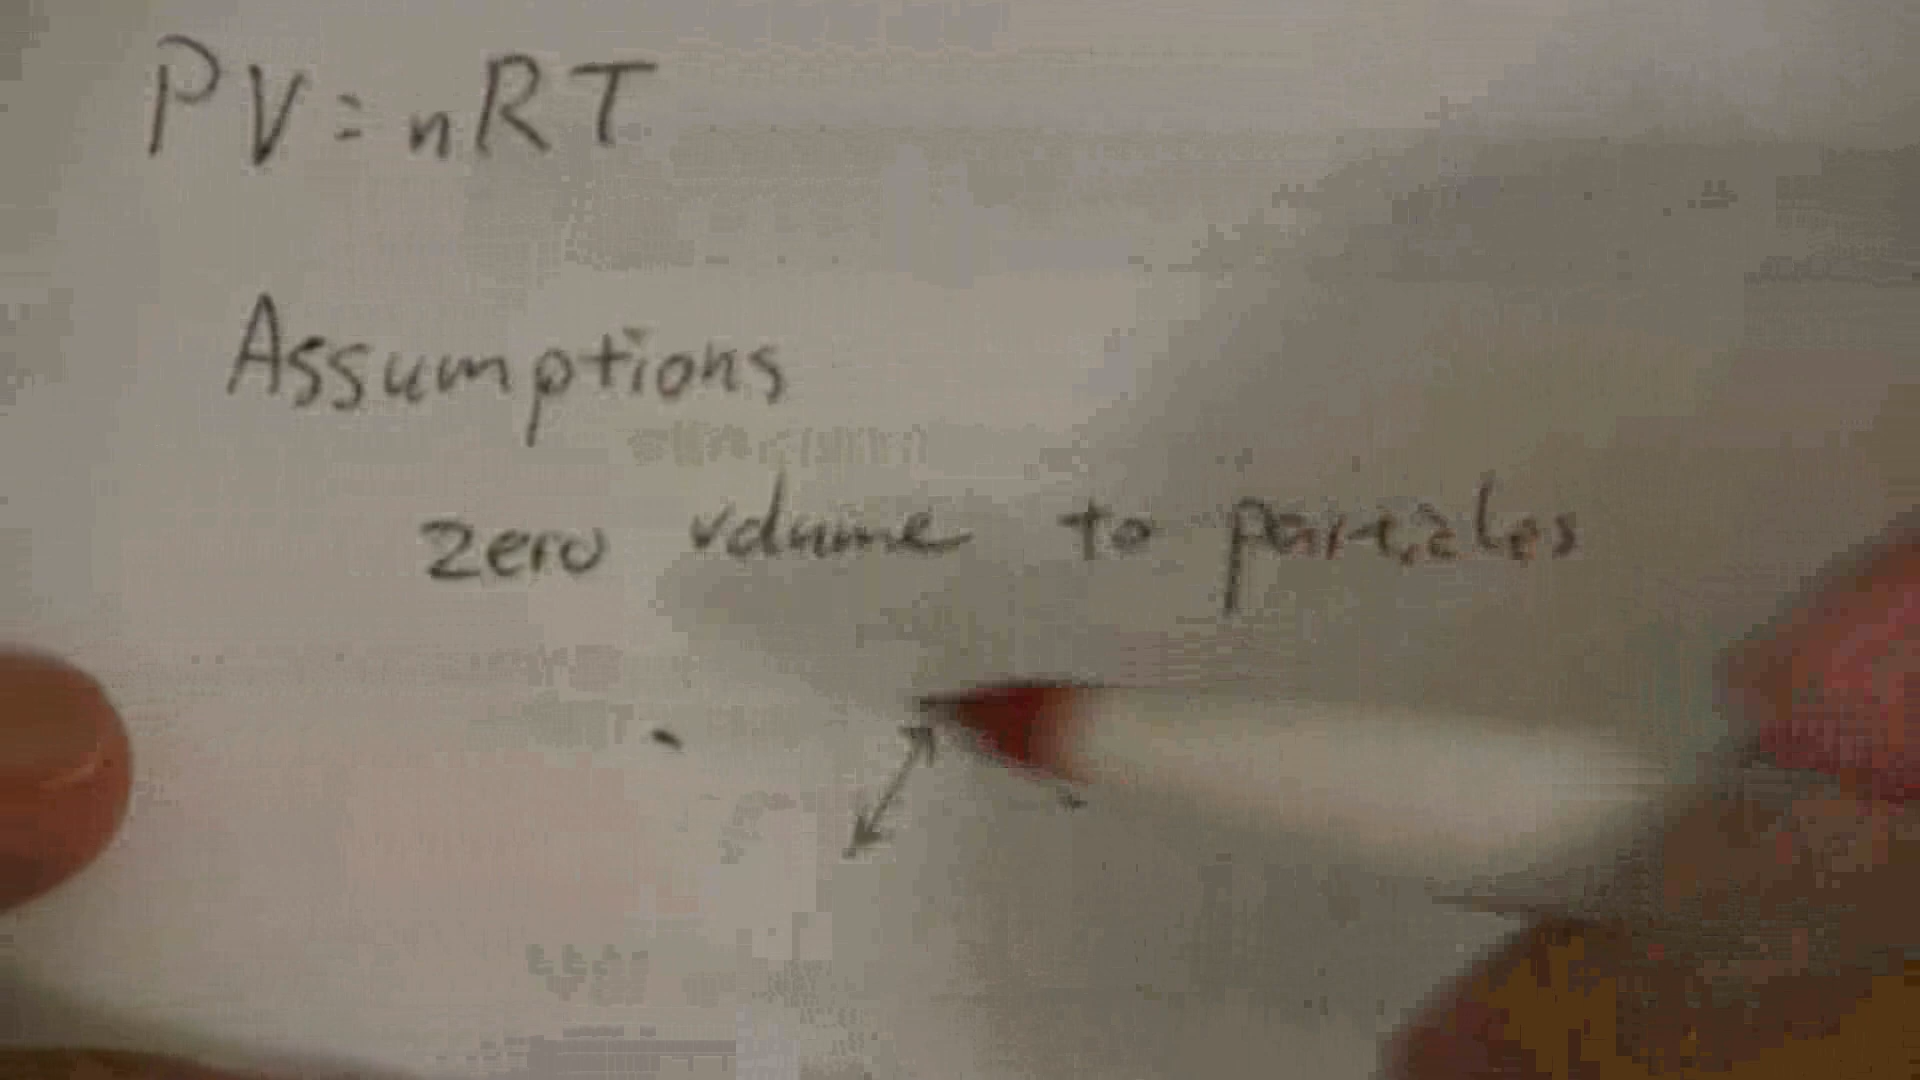 PV = nRT
Assumptions
zero volume to particles